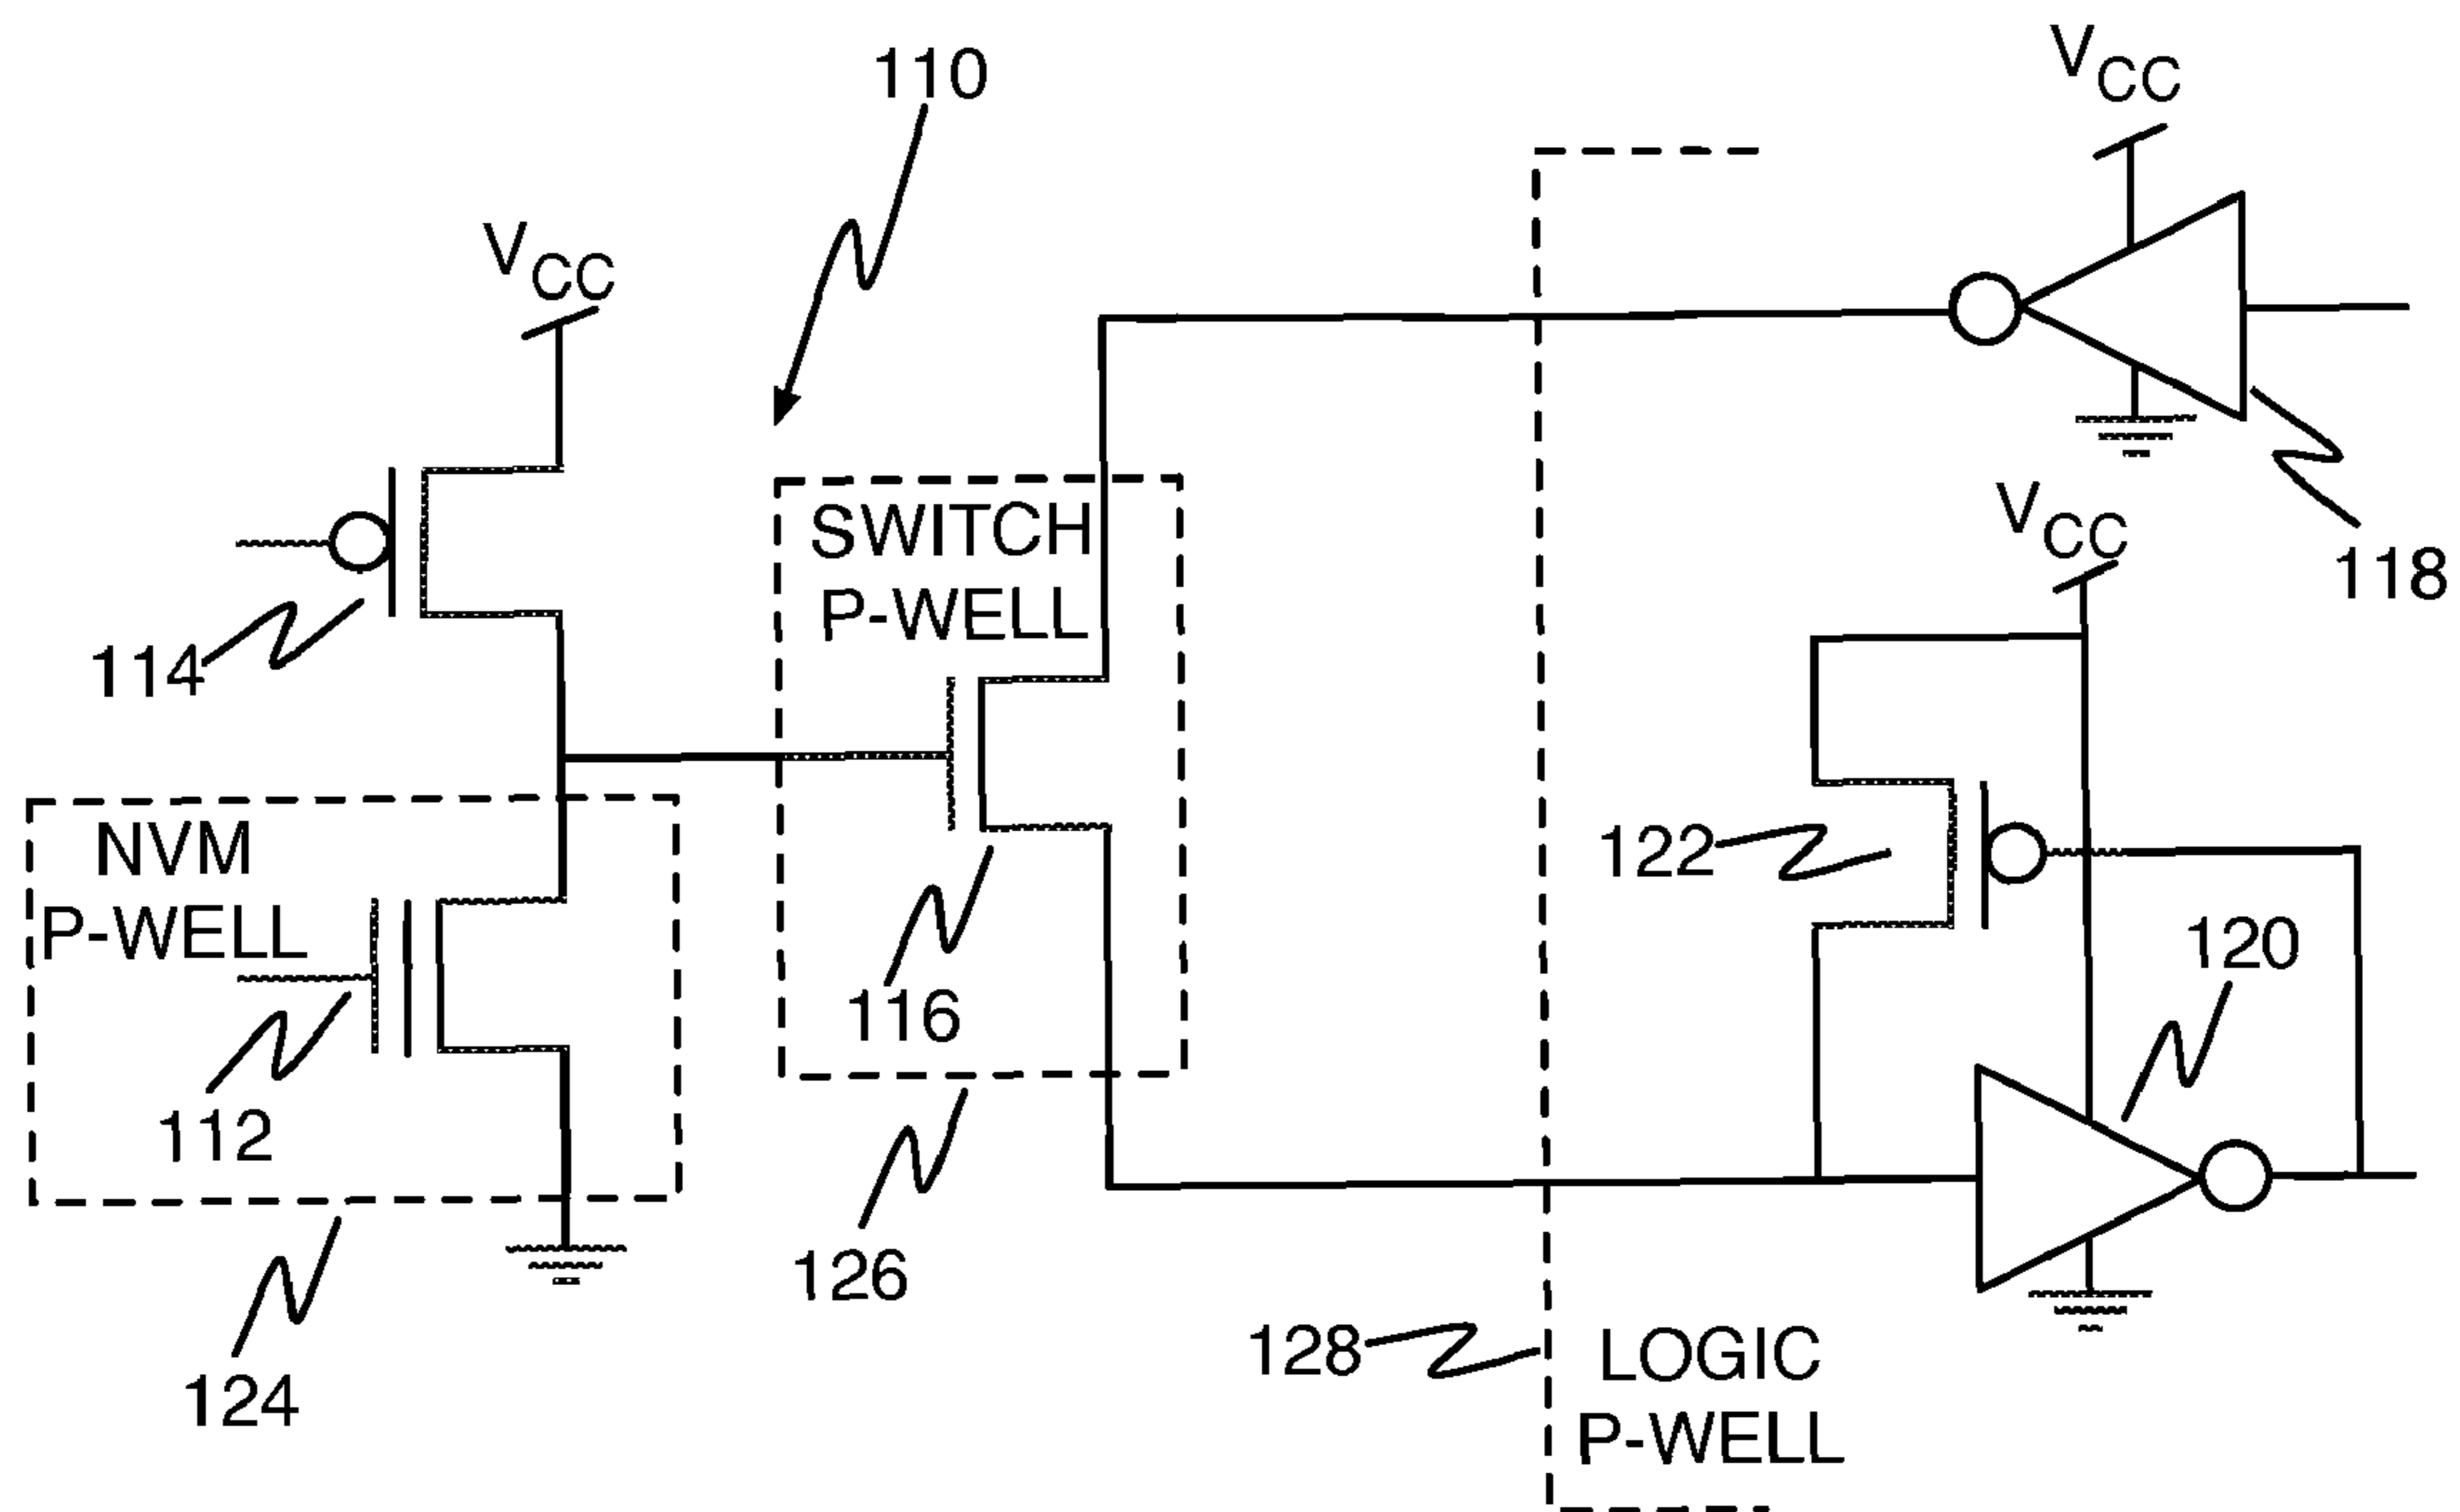 110
VCC
VCC
SWITCH
P-WELL
VCC
118
114
NVM
P-WELL
122
120
116
112
126
128
LOGIC
P-WELL
124